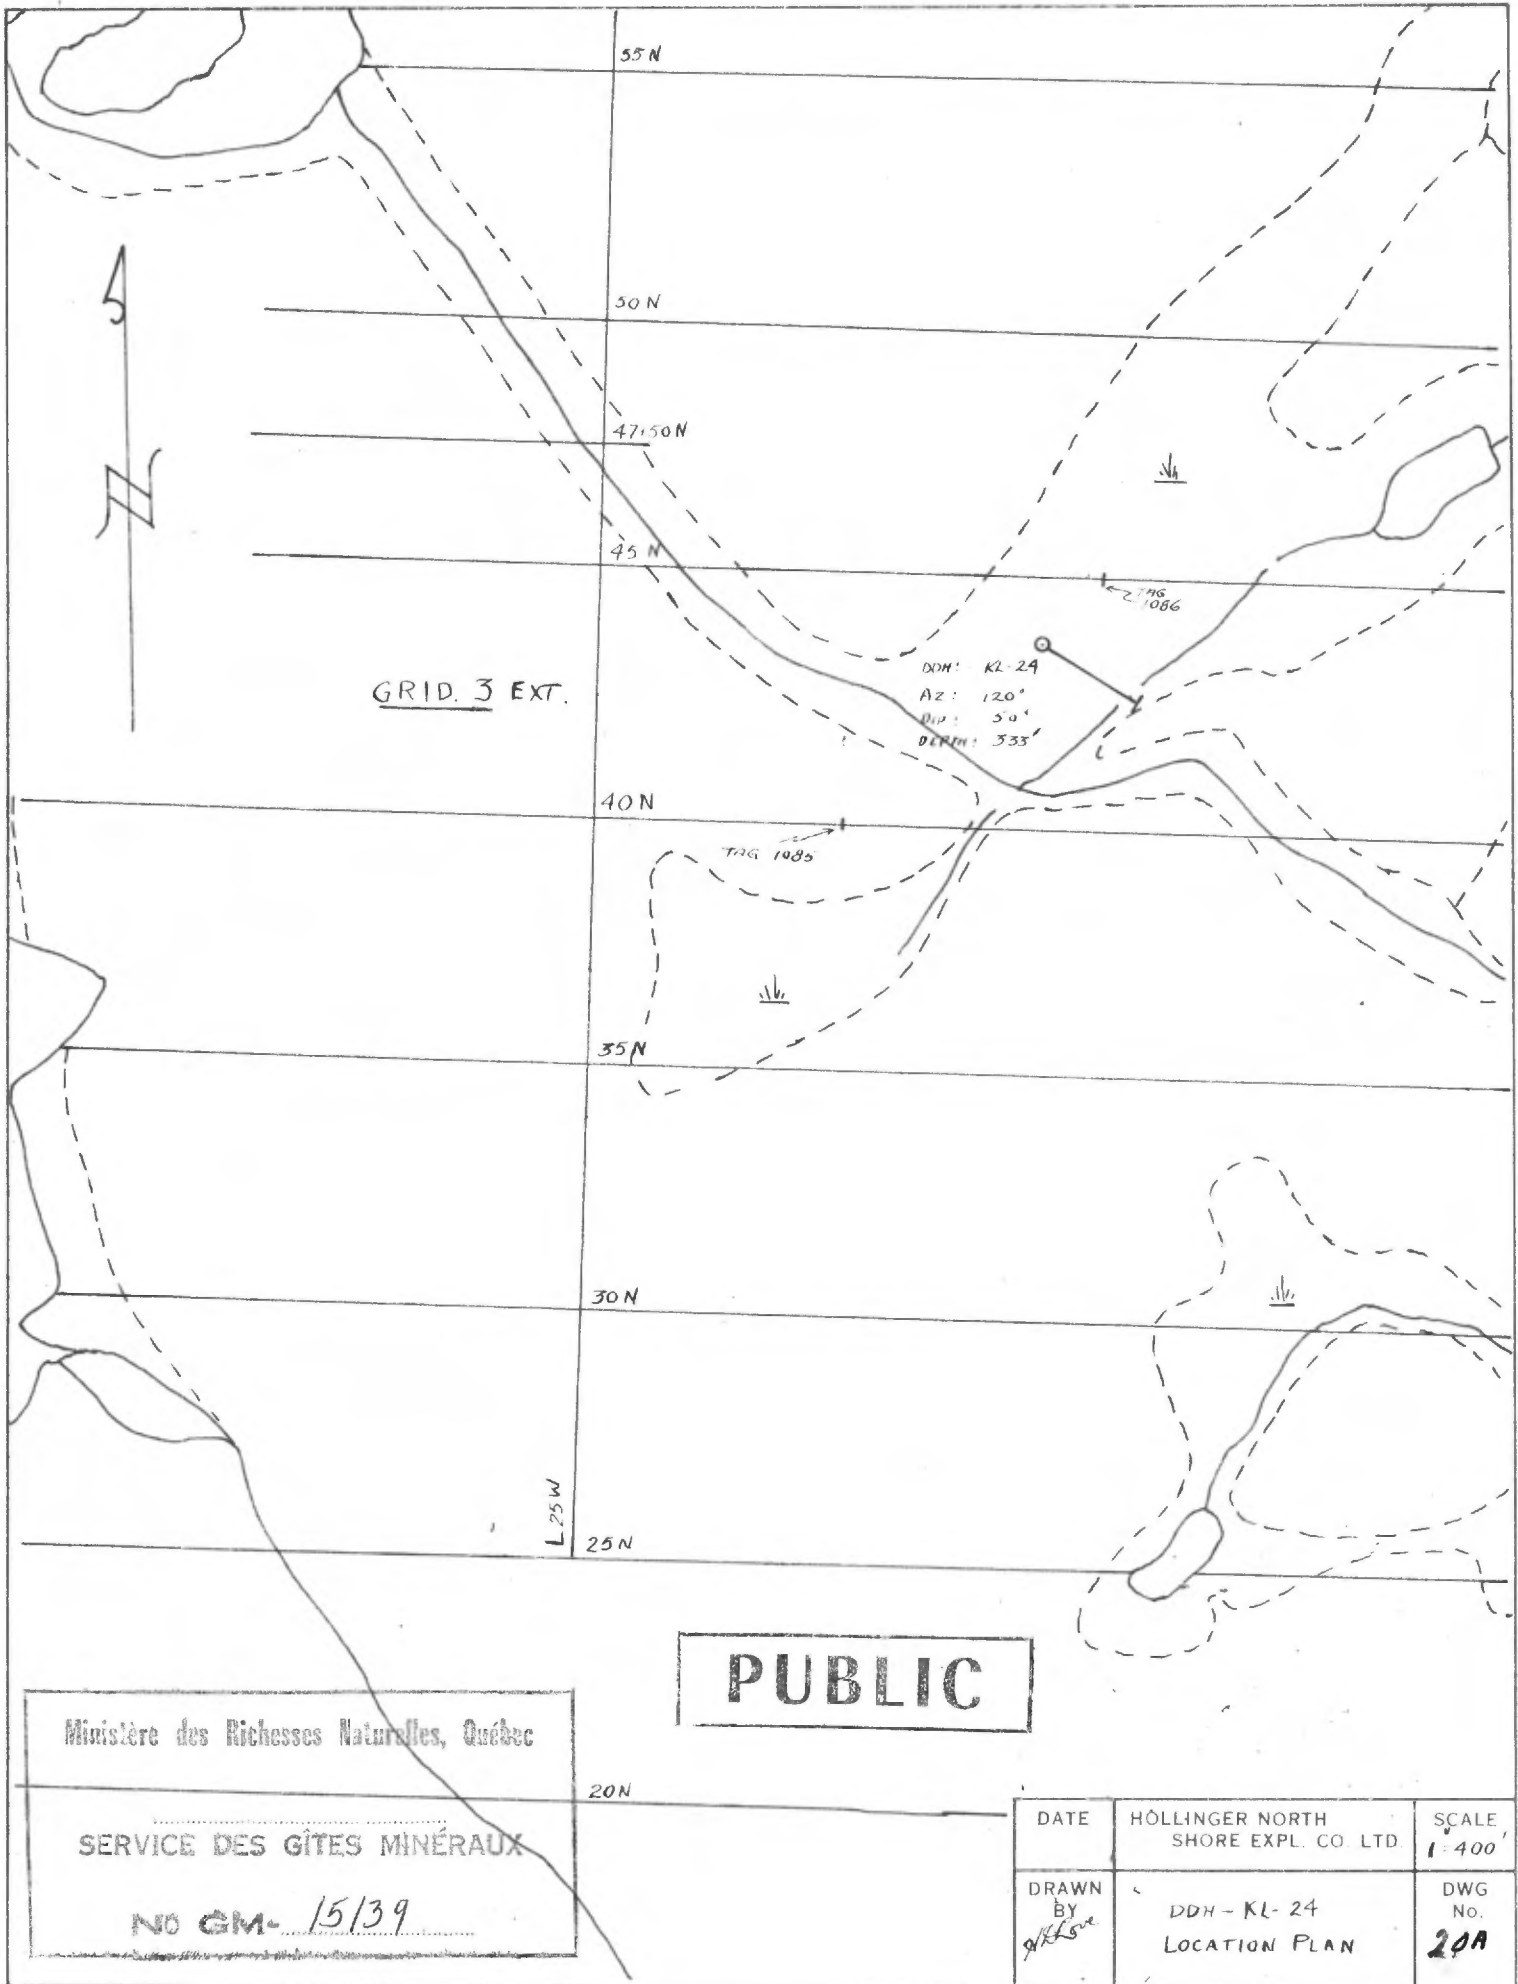 55 N
50 N
47+50 N
45 N
TAG
1086
DDH: KL-24
AZ: 120°
DIP: 50°
DEPTH: 333'
GRID. 3 EXT.
40 N
TAG 1085
35 N
30 N
L 25 W
25 N
PUBLIC
Ministère des Richesses Naturelles, Québec
SERVICE DES GÎTES MINÉRAUX
NO GM- 15139
20 N
DATE
HOLLINGER NORTH
SHORE EXPL. CO. LTD.
SCALE
1"=400'
DRAWN
BY
DDH - KL-24
LOCATION PLAN
DWG
No.